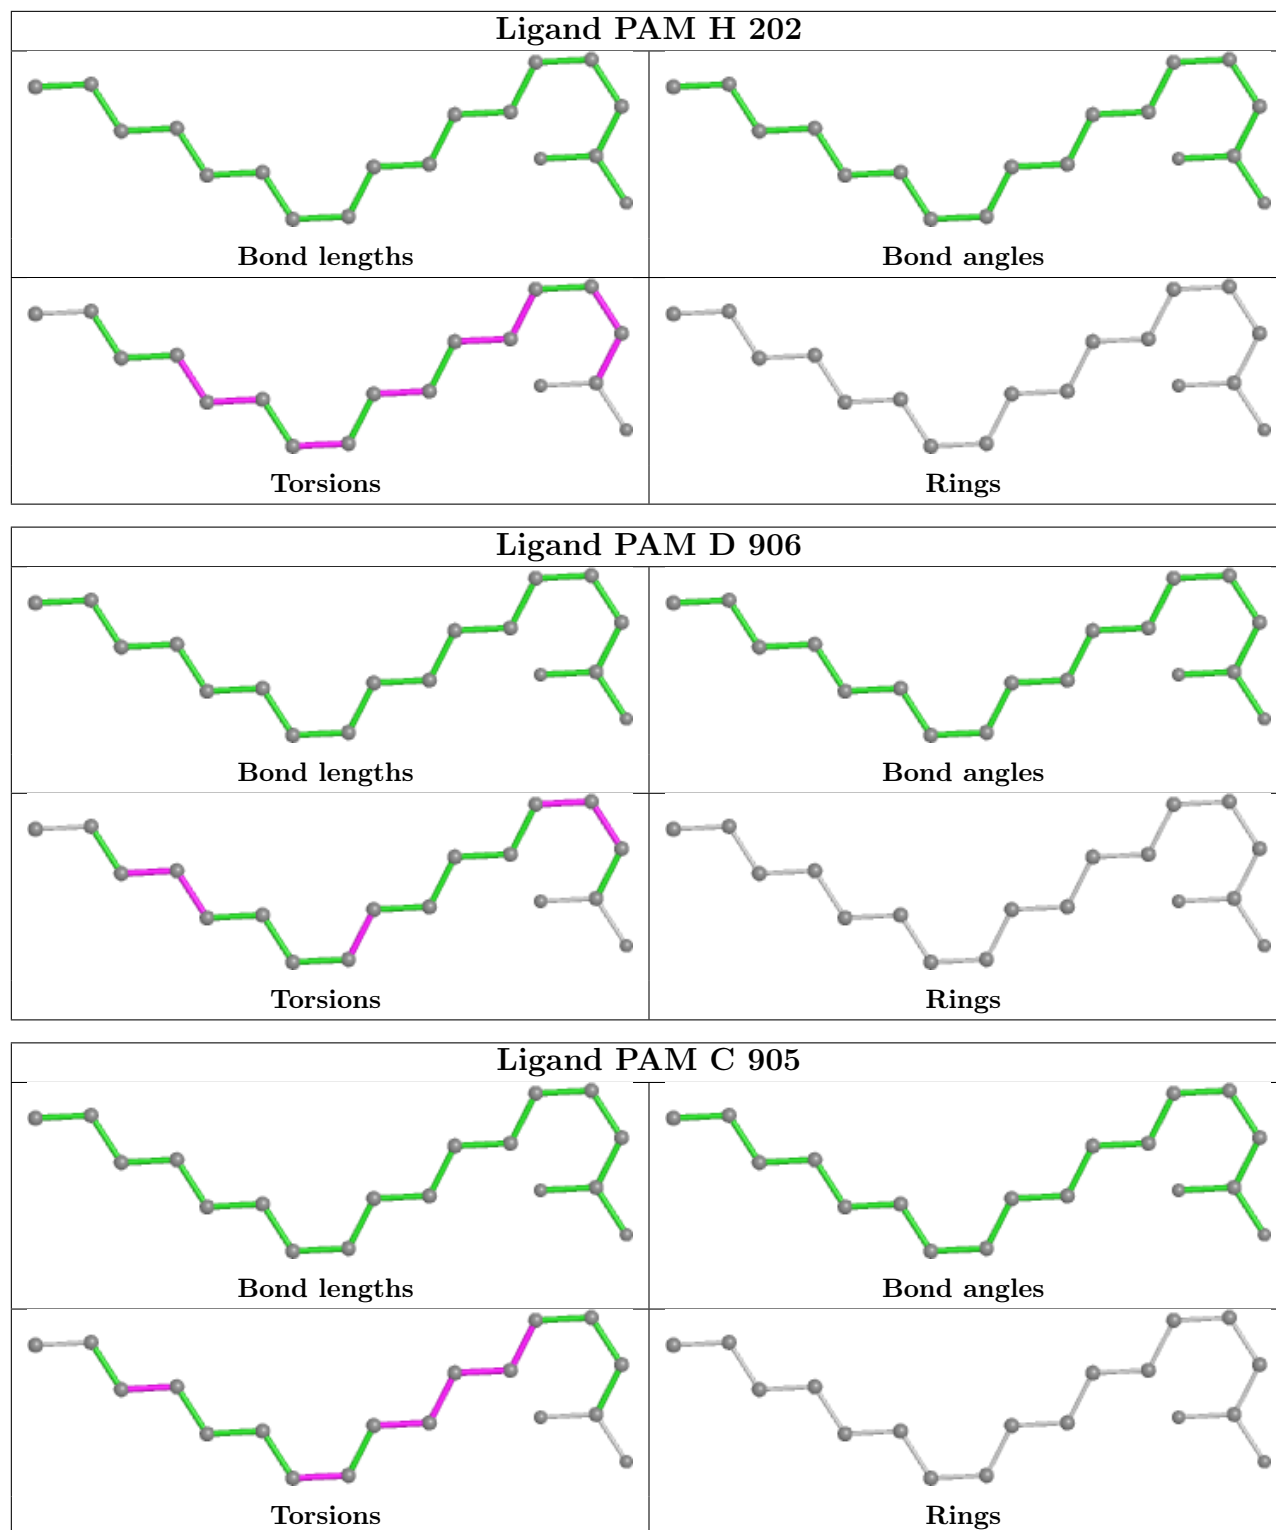 Ligand PAM H 202
Bond lengths
Bond angles
Torsions
Rings
Ligand PAM D 906
Bond lengths
Bond angles
Torsions
Rings
Ligand PAM C 905
Bond lengths
Bond angles
Torsions
Rings